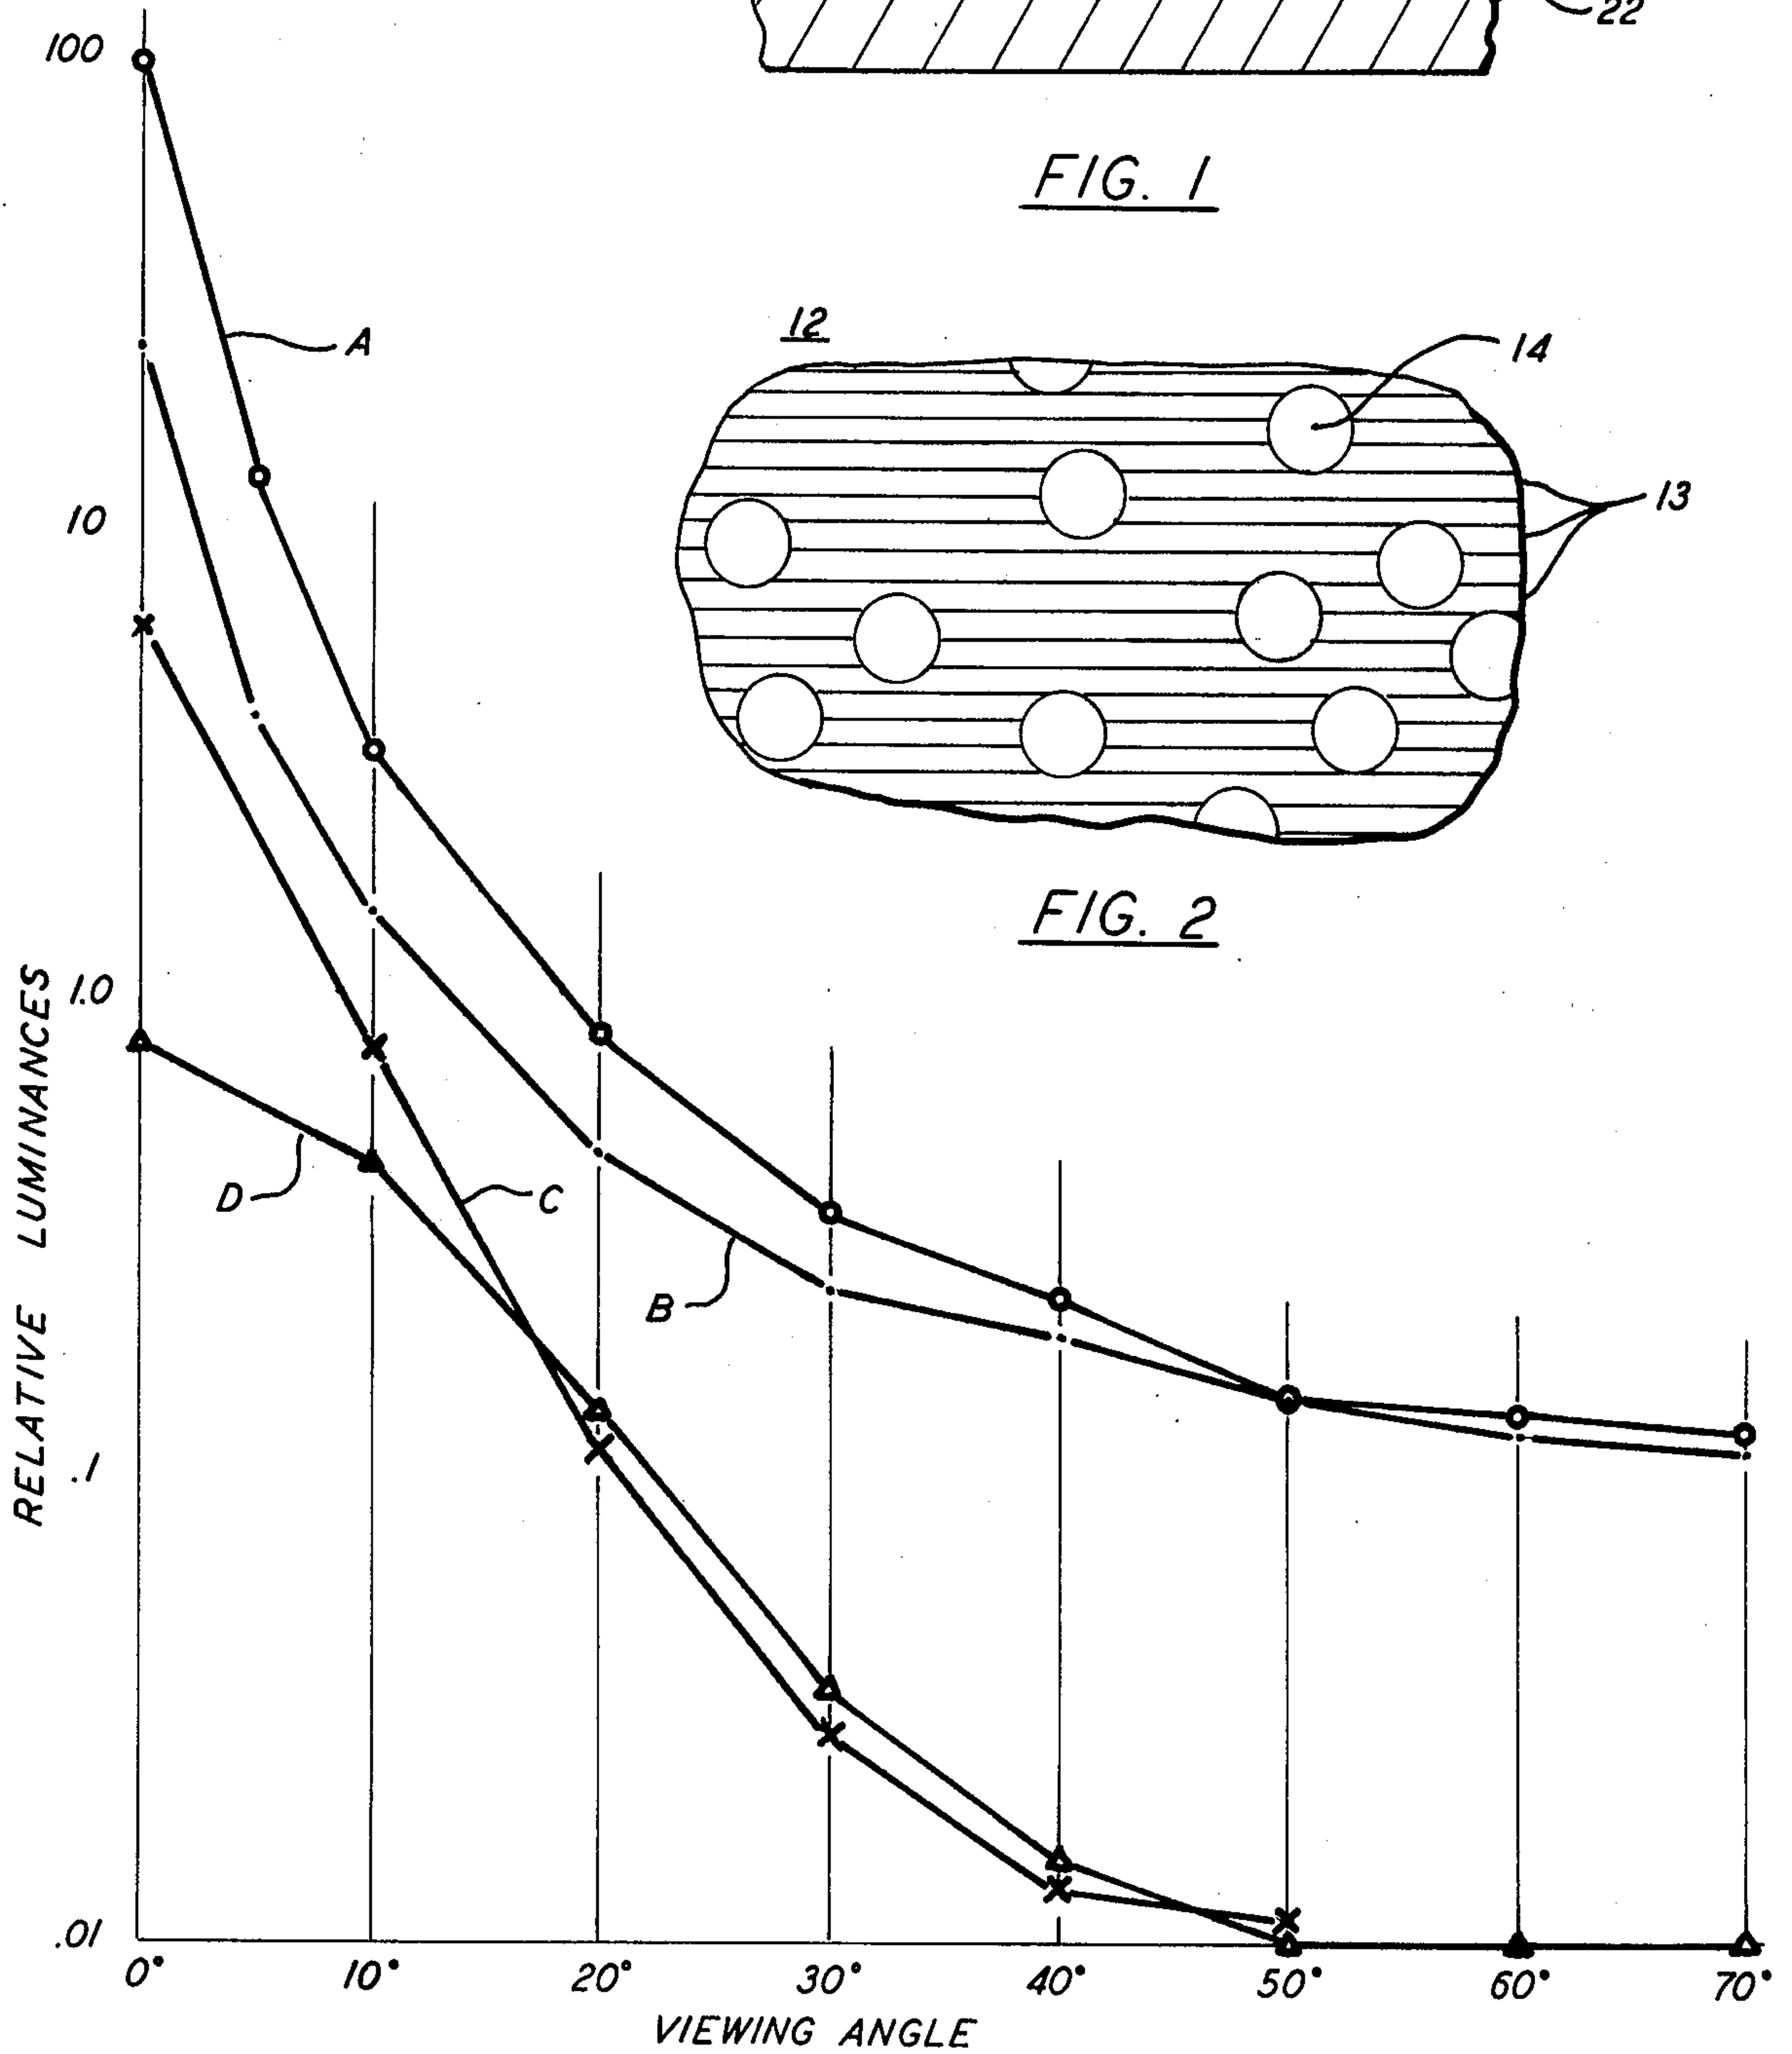 22
FIG. 1
100
A
12
14
13
10
FIG. 2
1.0
RELATIVE LUMINANCES
D
C
B
.1
.01
0° 10° 20° 30° 40° 50° 60° 70°
VIEWING ANGLE